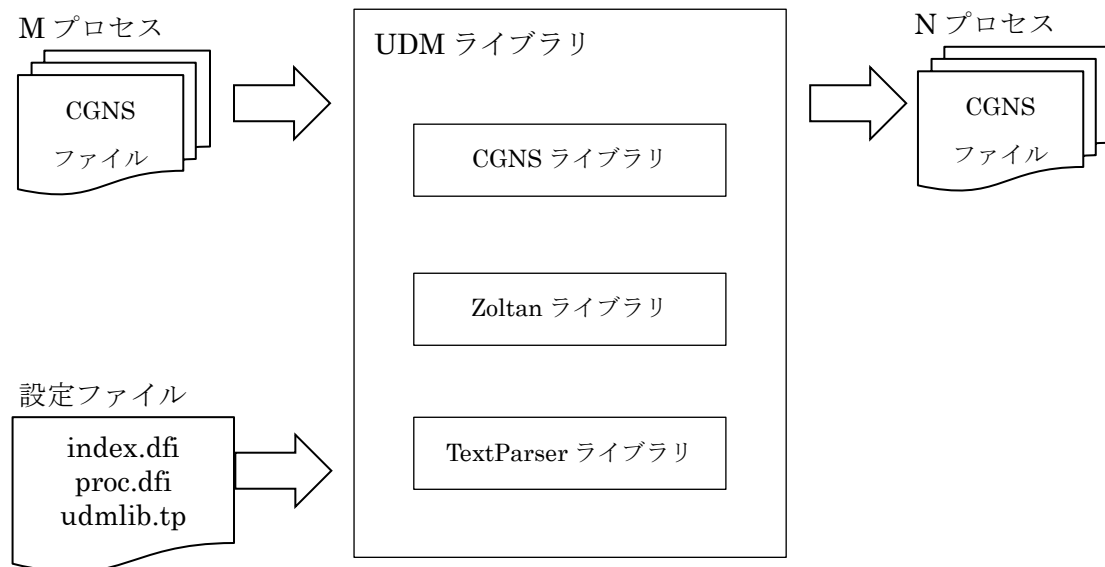 M プロセス
CGNS
ファイル
UDM ライブラリ
CGNS ライブラリ
Zoltan ライブラリ
TextParser ライブラリ
N プロセス
CGNS
ファイル
設定ファイル
index.dfi
proc.dfi
udmlib.tp